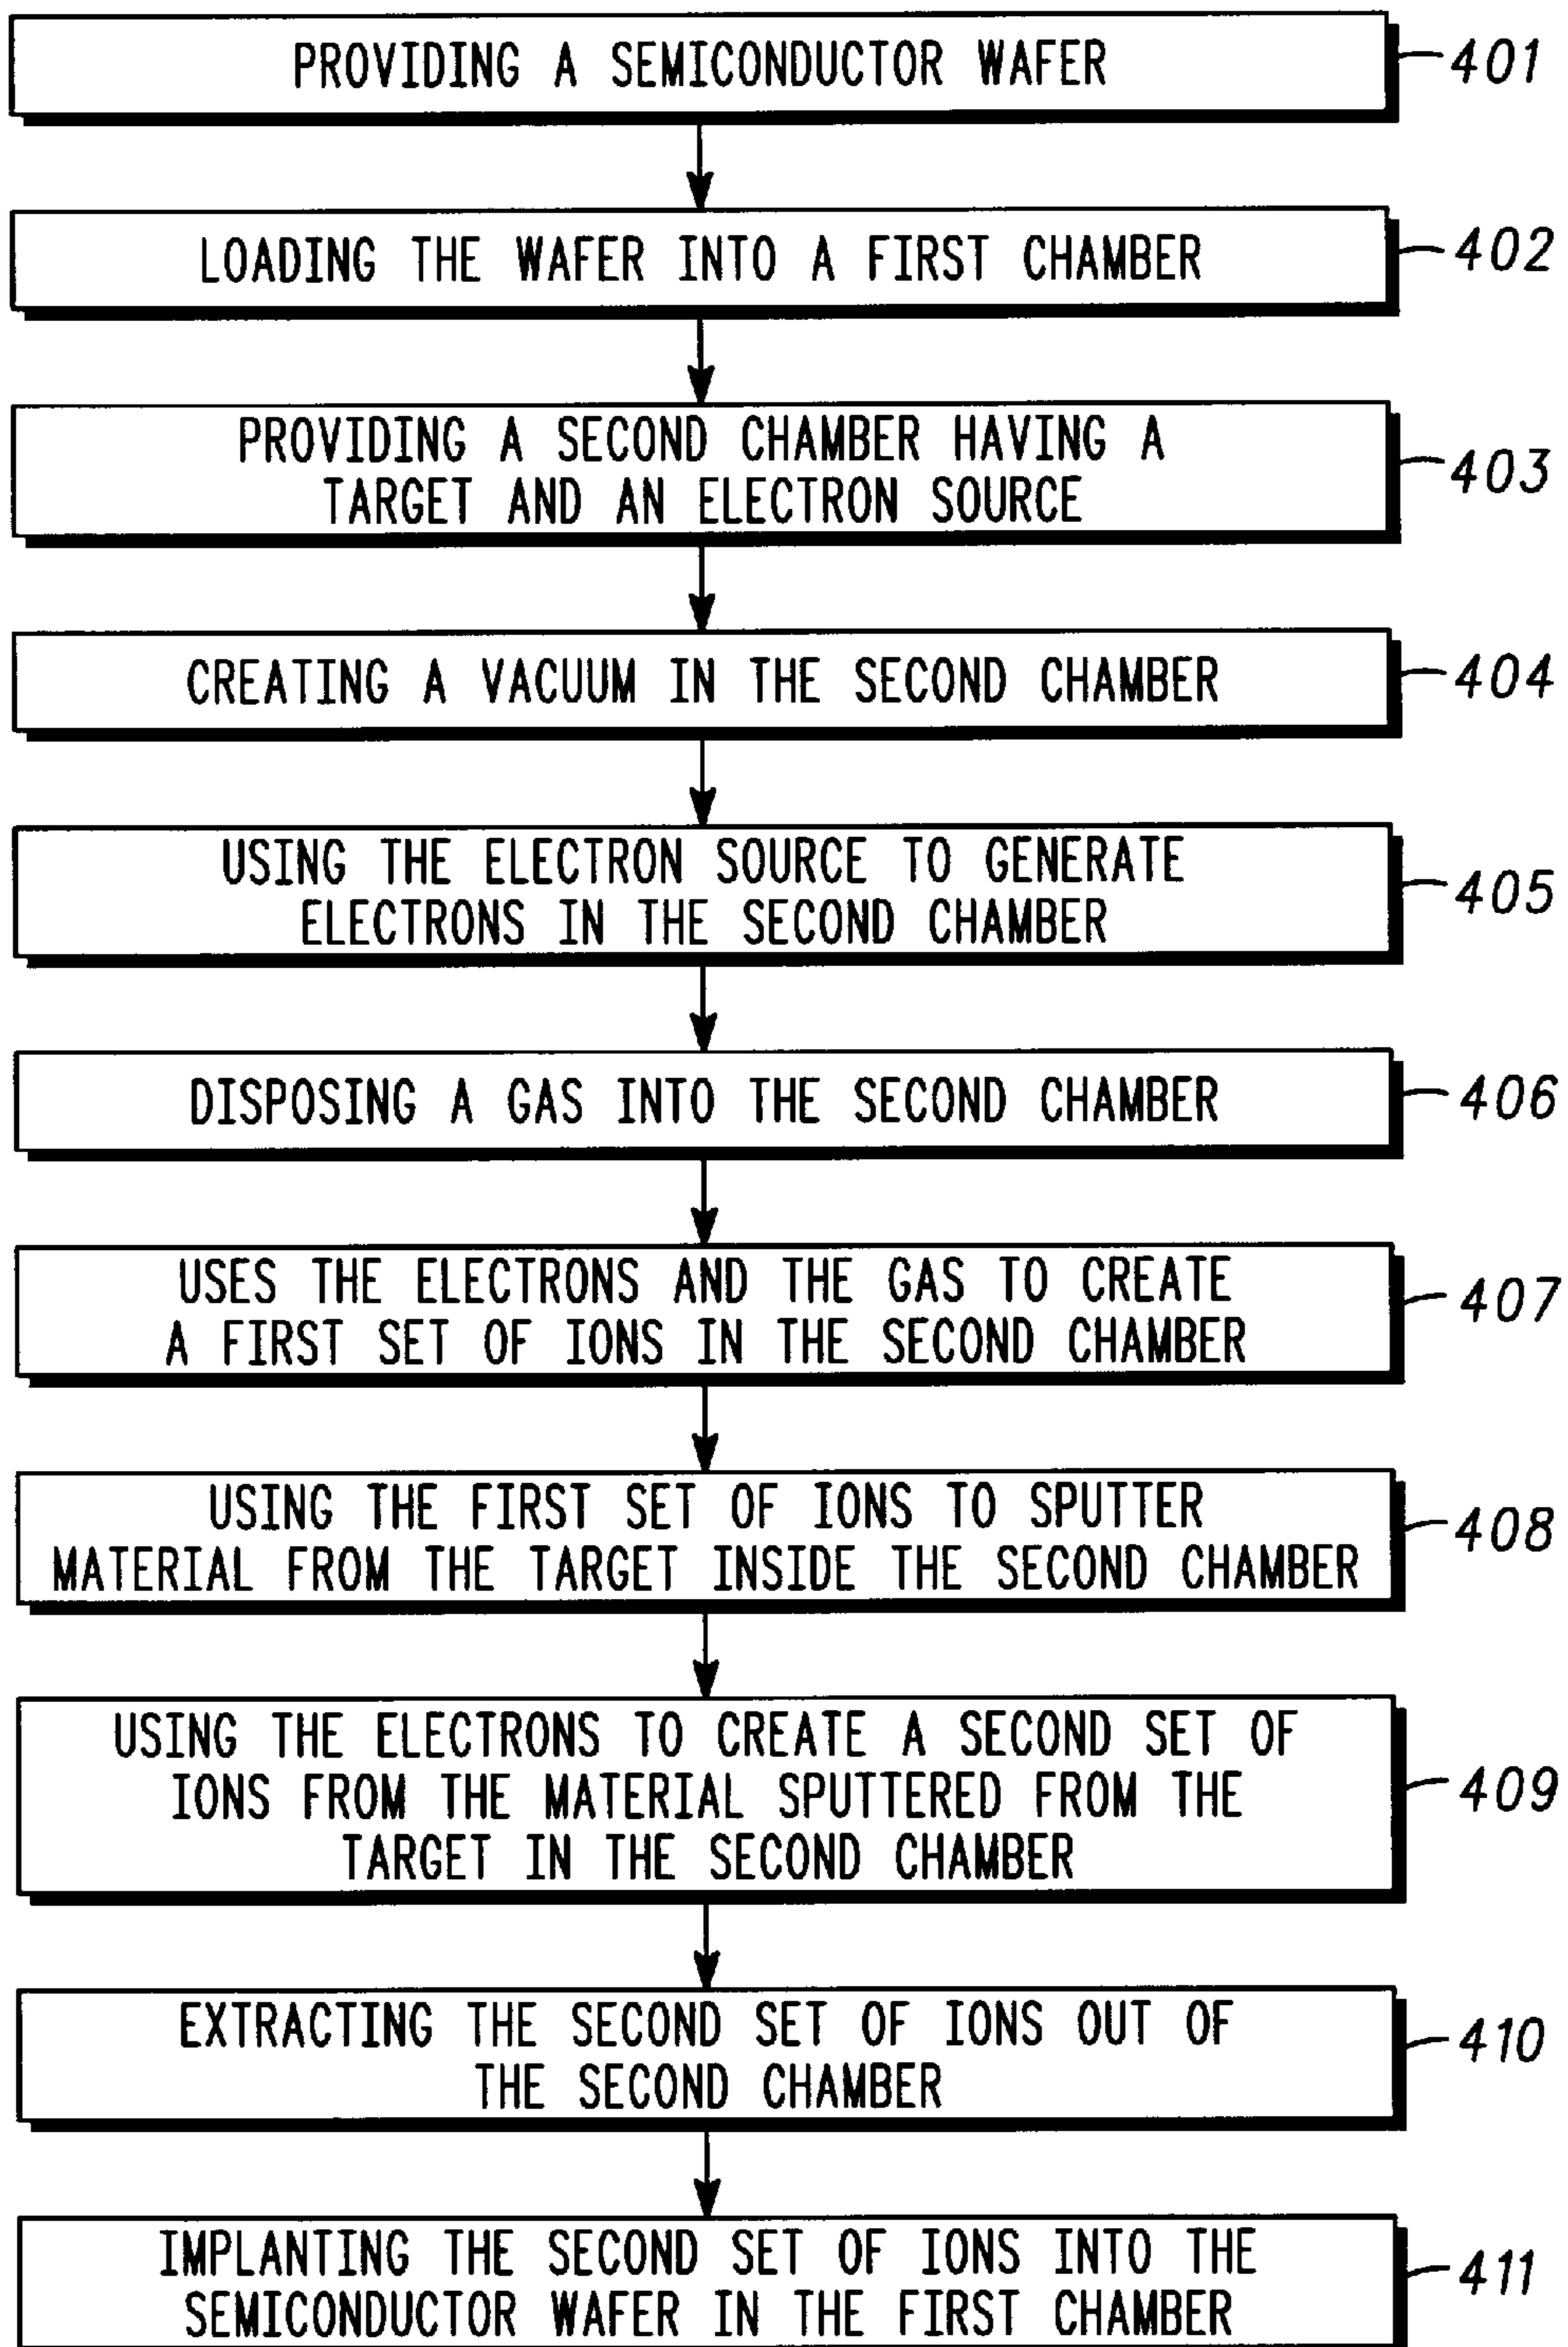 PROVIDING A SEMICONDUCTOR WAFER
401
LOADING THE WAFER INTO A FIRST CHAMBER
402
PROVIDING A SECOND CHAMBER HAVING A
TARGET AND AN ELECTRON SOURCE
403
CREATING A VACUUM IN THE SECOND CHAMBER
404
USING THE ELECTRON SOURCE TO GENERATE
ELECTRONS IN THE SECOND CHAMBER
405
DISPOSING A GAS INTO THE SECOND CHAMBER
406
USES THE ELECTRONS AND THE GAS TO CREATE
A FIRST SET OF IONS IN THE SECOND CHAMBER
407
USING THE FIRST SET OF IONS TO SPUTTER
MATERIAL FROM THE TARGET INSIDE THE SECOND CHAMBER
408
USING THE ELECTRONS TO CREATE A SECOND SET OF
IONS FROM THE MATERIAL SPUTTERED FROM THE
TARGET IN THE SECOND CHAMBER
409
EXTRACTING THE SECOND SET OF IONS OUT OF
THE SECOND CHAMBER
410
IMPLANTING THE SECOND SET OF IONS INTO THE
SEMICONDUCTOR WAFER IN THE FIRST CHAMBER
411